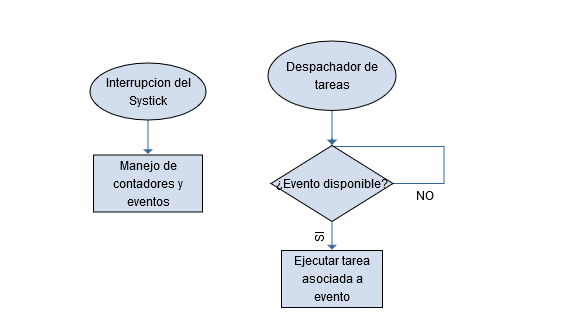 Interrupcion del
Systick
Manejo de
contadores y
eventos
Despachador de
tareas
¿Evento disponible?
NO
SI
Ejecutar tarea
asociada a
evento